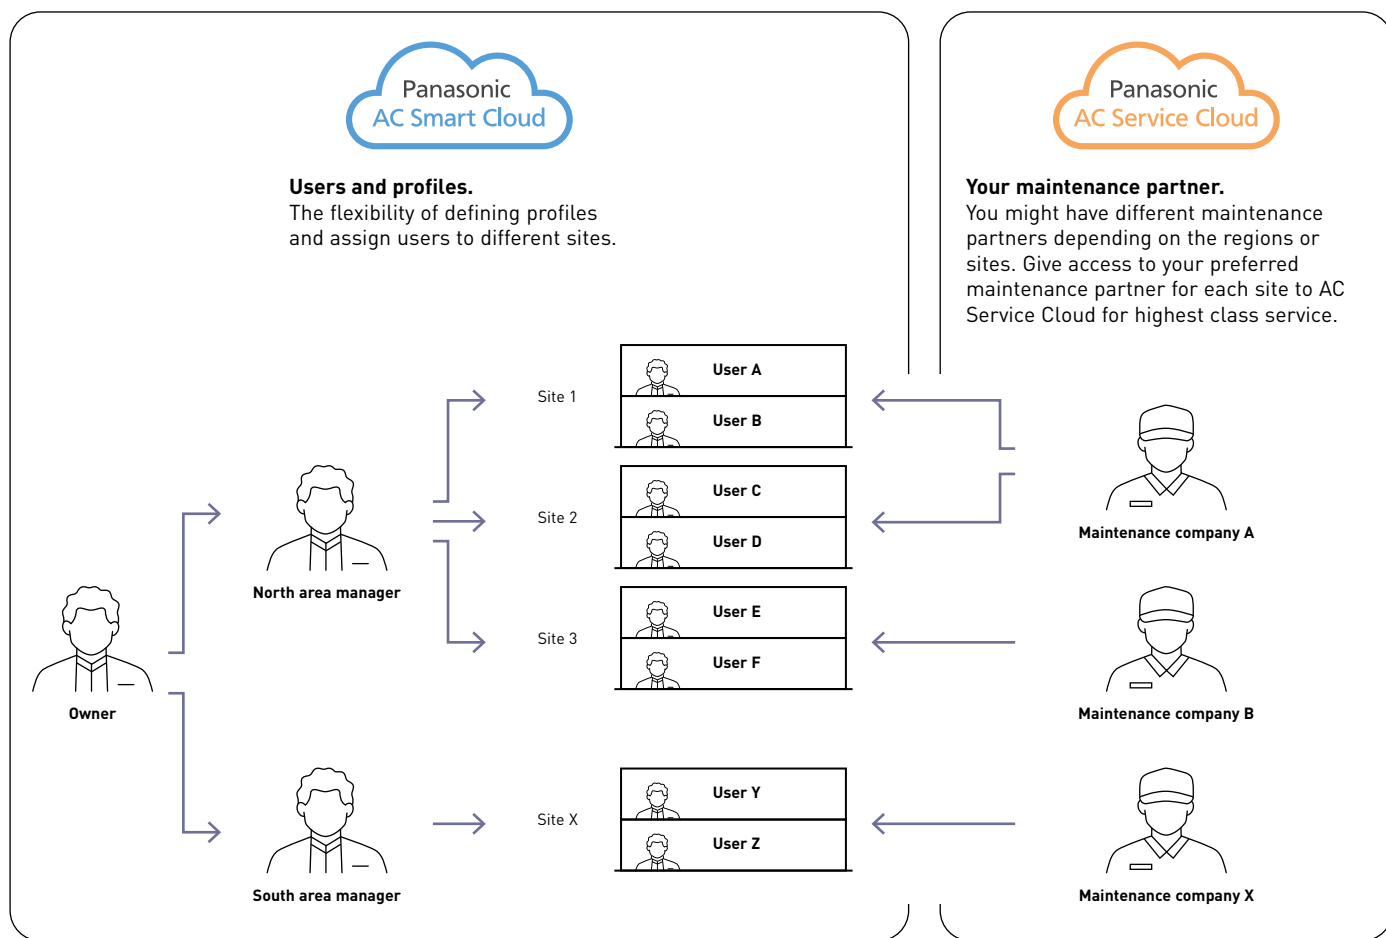 Panasonic
AC Smart Cloud
Users and profiles.
The flexibility of defining profiles
and assign users to different sites.
Panasonic
AC Service Cloud
Your maintenance partner.
You might have different maintenance
partners depending on the regions or
sites. Give access to your preferred
maintenance partner for each site to AC
Service Cloud for highest class service.
Owner
North area manager
South area manager
Site 1
User A
User B
Site 2
User C
User D
Site 3
User E
User F
Site X
User Y
User Z
Maintenance company A
Maintenance company B
Maintenance company X